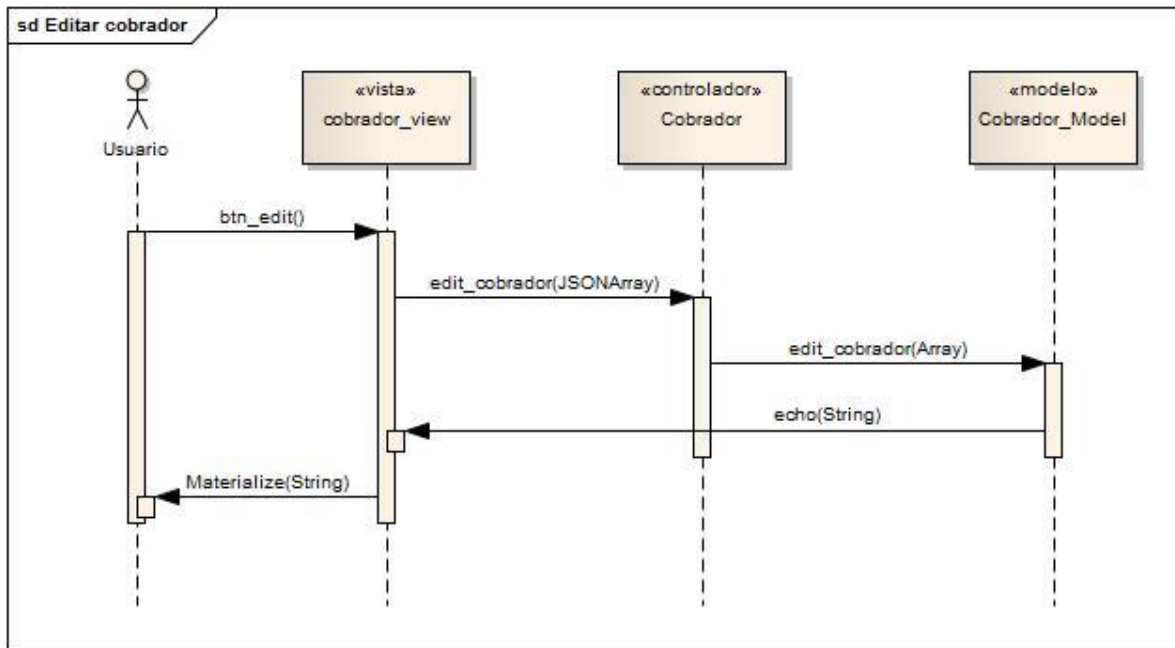 sd Editar cobrador
Usuario
«vista»
cobrador_view
«controlador»
Cobrador
«modelo»
Cobrador_Model
btn_edit()
edit_cobrador(JSONArray)
edit_cobrador(Array)
echo(String)
Materialize(String)